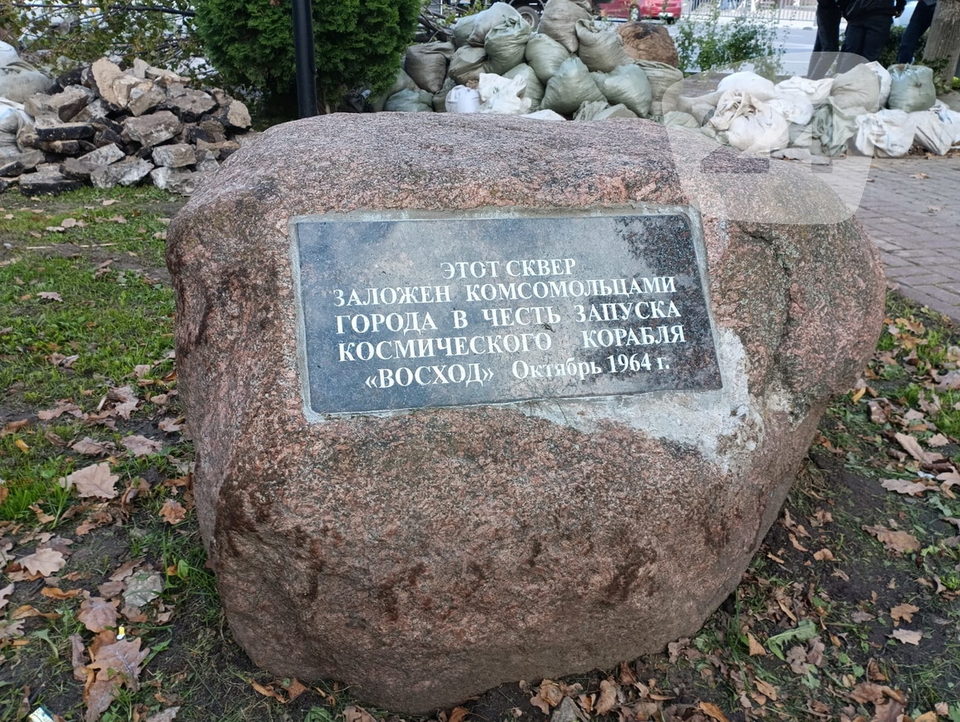 ЭТОТ СКВЕР
ЗАЛОЖЕН КОМСОМОЛЬЦАМИ
ГОРОДА В ЧЕСТЬ ЗАПУСКА
КОСМИЧЕСКОГО КОРАБЛЯ
«ВОСХОД» Октябрь 1964 г.